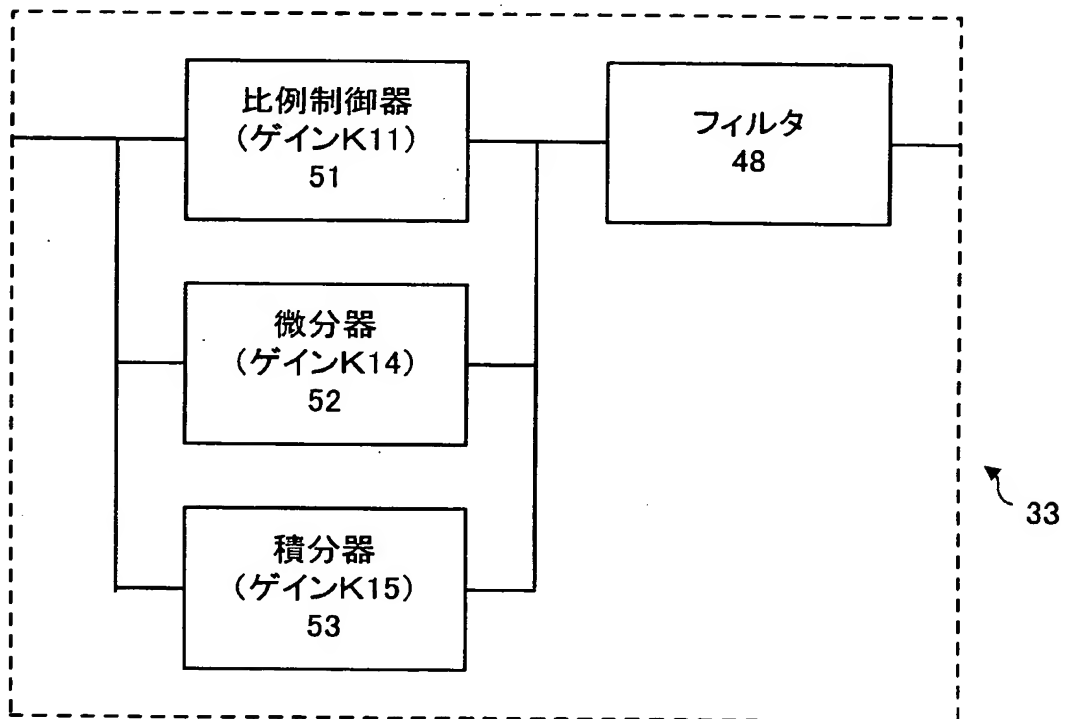 比例制御器
(ゲインK11)
51
フィルタ
48
微分器
(ゲインK14)
52
積分器
(ゲインK15)
53
33